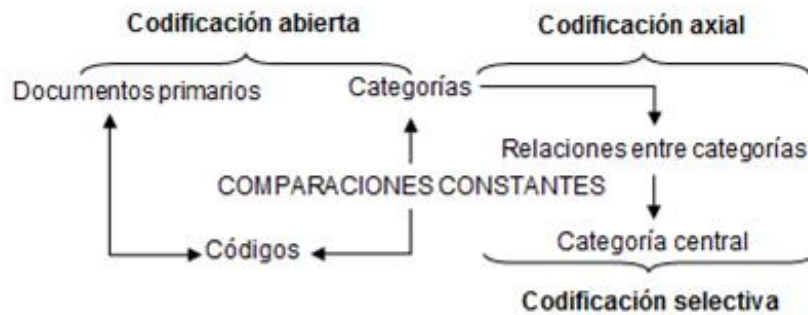 Codificación abierta
Codificación axial
Documentos primarios
Categorías
Relaciones entre categorías
COMPARACIONES CONSTANTES
Códigos
Categoría central
Codificación selectiva